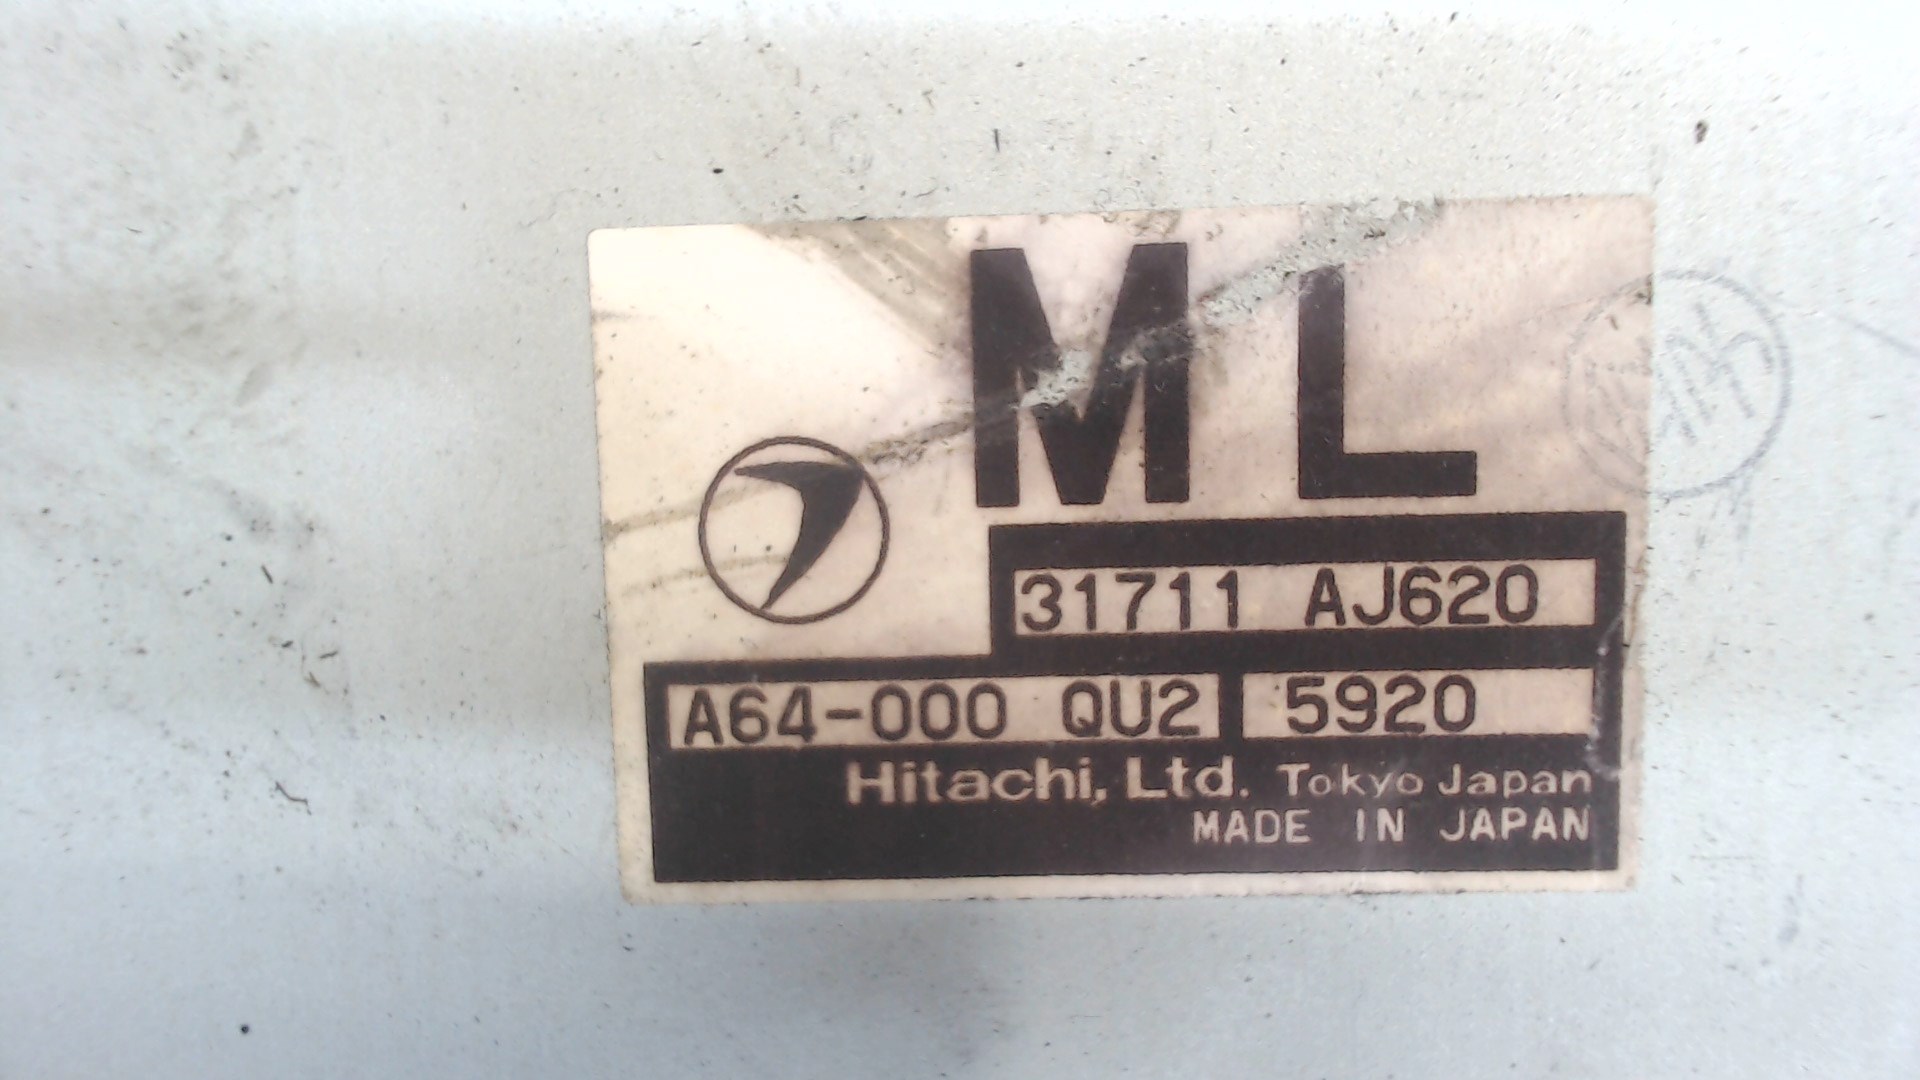 ML
31711 AJ620
A64-000 QU2 5920
Hitachi, Ltd. Tokyo Japan
MADE IN JAPAN